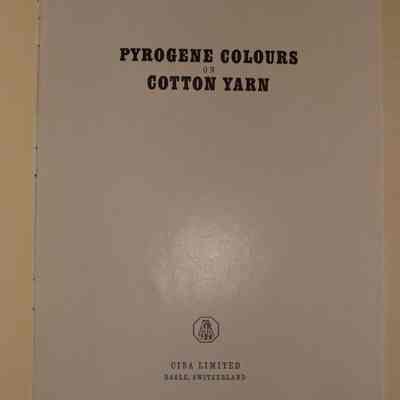 PYROGENE COLOURS
ON
COTTON YARN
CIBA LIMITED
BASLE, SWITZERLAND